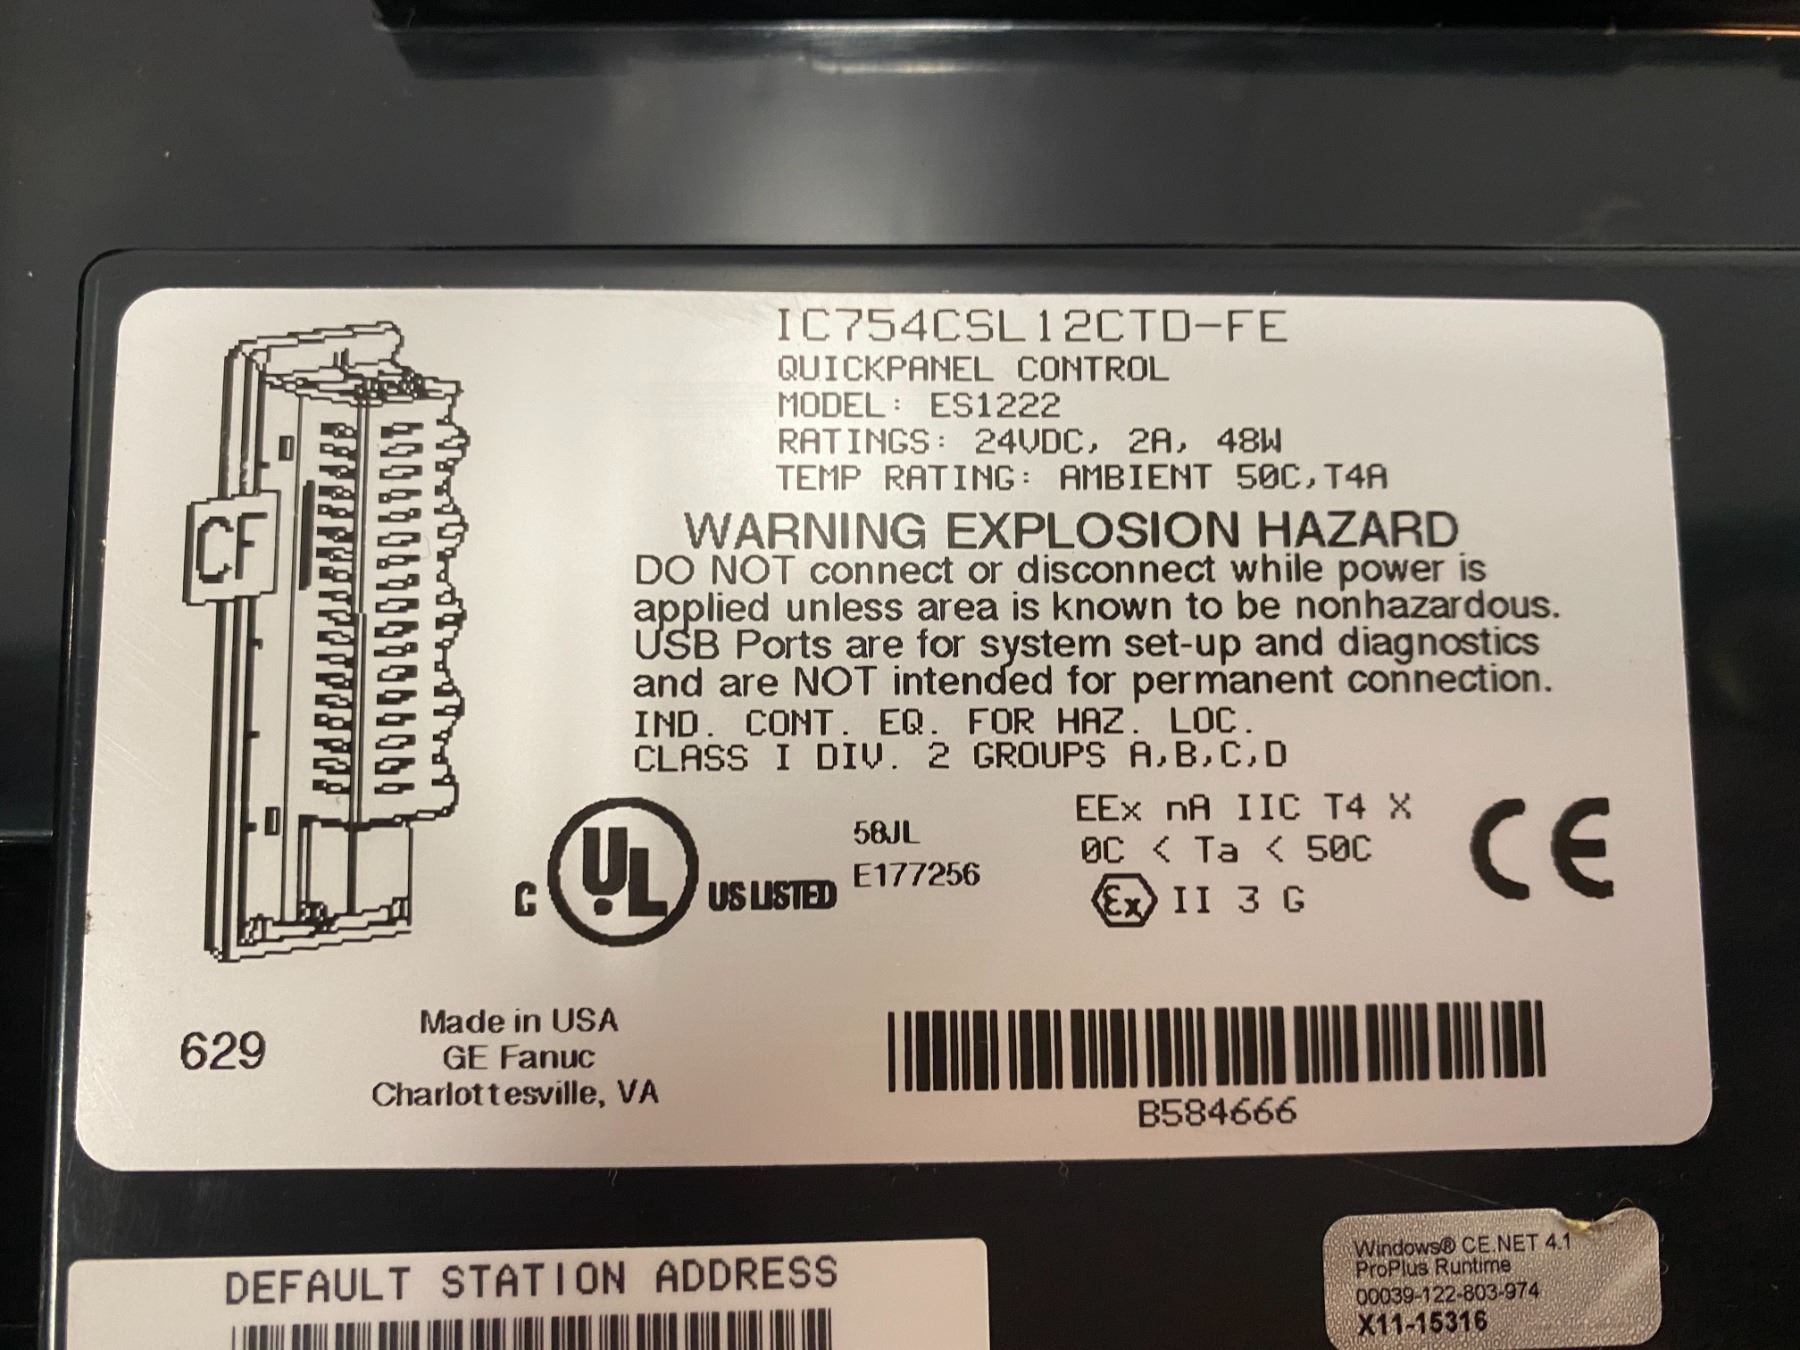 IC754CSL12CTD-FE
QUICKPANEL CONTROL
MODEL: ES1222
RATINGS: 24VDC, 2A, 48W
TEMP RATING: AMBIENT 50C,T4A
CF
WARNING EXPLOSION HAZARD
DO NOT connect or disconnect while power is
applied unless area is known to be nonhazardous.
USB Ports are for system set-up and diagnostics
and are NOT intended for permanent connection.
IND. CONT. EQ. FOR HAZ. LOC.
CLASS I DIV. 2 GROUPS A,B,C,D
C UL US LISTED
58JL
E177256
EEx nA IIC T4 X
0C < Ta < 50C
Ex II 3 G
CE
629
Made in USA
GE Fanuc
Charlottesville, VA
B584666
DEFAULT STATION ADDRESS
Windows® CE.NET 4.1
ProPlus Runtime
00039-122-803-974
X11-15316